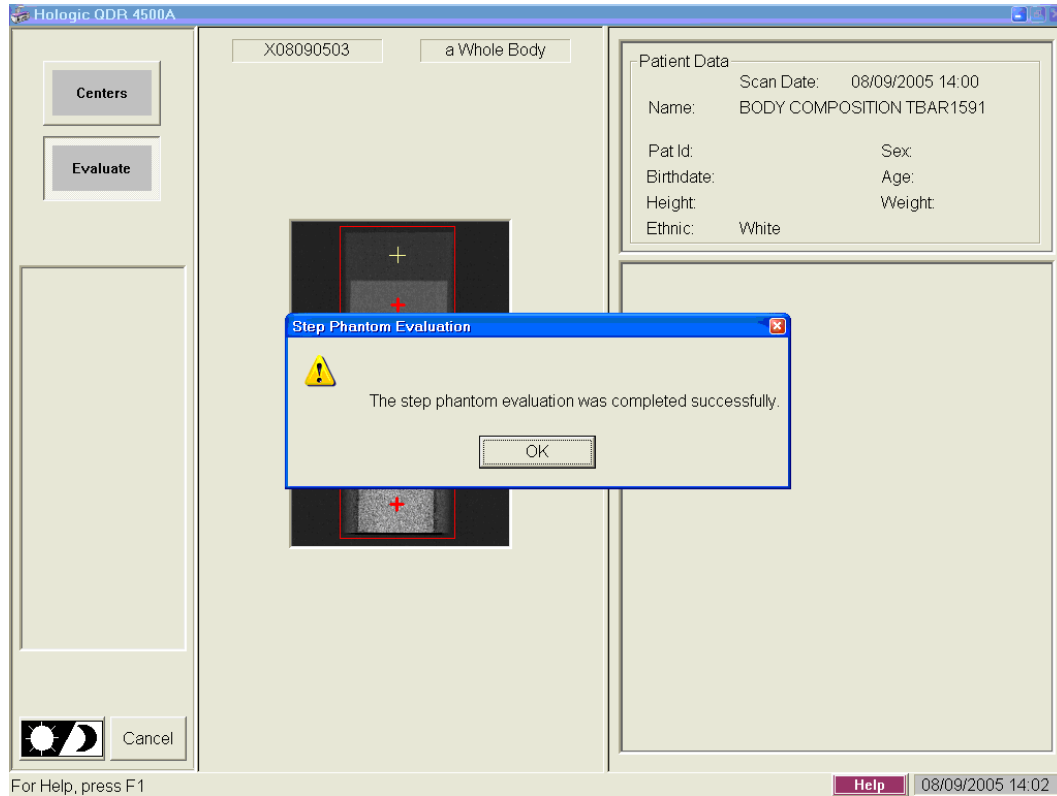 Hologic QDR 4500A
Centers
Evaluate
X08090503 a Whole Body
Patient Data
Scan Date: 08/09/2005 14:00
Name: BODY COMPOSITION TBAR1591
Pat Id: Sex:
Birthdate: Age:
Height: Weight:
Ethnic: White
Step Phantom Evaluation
The step phantom evaluation was completed successfully.
OK
Cancel
For Help, press F1
Help 08/09/2005 14:02